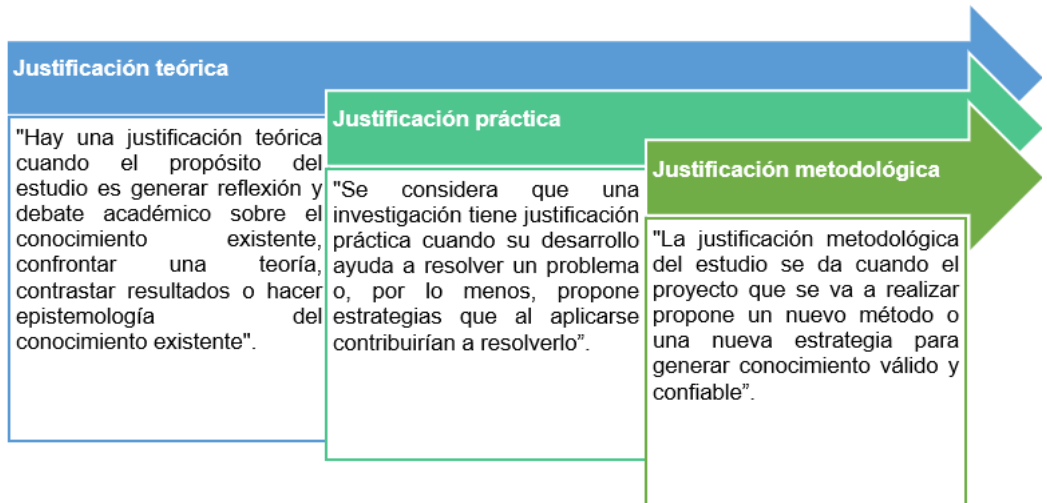 Justificación teórica
"Hay una justificación teórica
cuando el propósito del
estudio es generar reflexión y
debate académico sobre el
conocimiento existente,
confrontar una teoría,
contrastar resultados o hacer
epistemología del
conocimiento existente".
Justificación práctica
"Se considera que una
investigación tiene justificación
práctica cuando su desarrollo
ayuda a resolver un problema
o, por lo menos, propone
estrategias que al aplicarse
contribuirían a resolverlo”.
Justificación metodológica
"La justificación metodológica
del estudio se da cuando el
proyecto que se va a realizar
propone un nuevo método o
una nueva estrategia para
generar conocimiento válido y
confiable”.